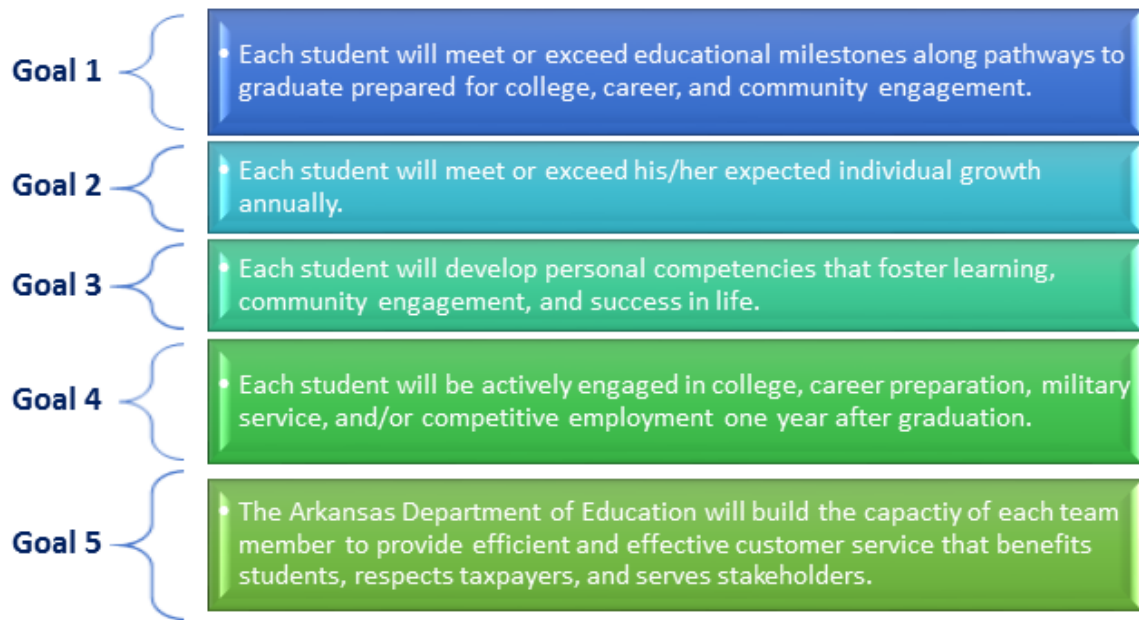 Goal 1
• Each student will meet or exceed educational milestones along pathways to
graduate prepared for college, career, and community engagement.
Goal 2
• Each student will meet or exceed his/her expected individual growth
annually.
Goal 3
• Each student will develop personal competencies that foster learning,
community engagement, and success in life.
Goal 4
• Each student will be actively engaged in college, career preparation, military
service, and/or competitive employment one year after graduation.
Goal 5
• The Arkansas Department of Education will build the capactiy of each team
member to provide efficient and effective customer service that benefits
students, respects taxpayers, and serves stakeholders.